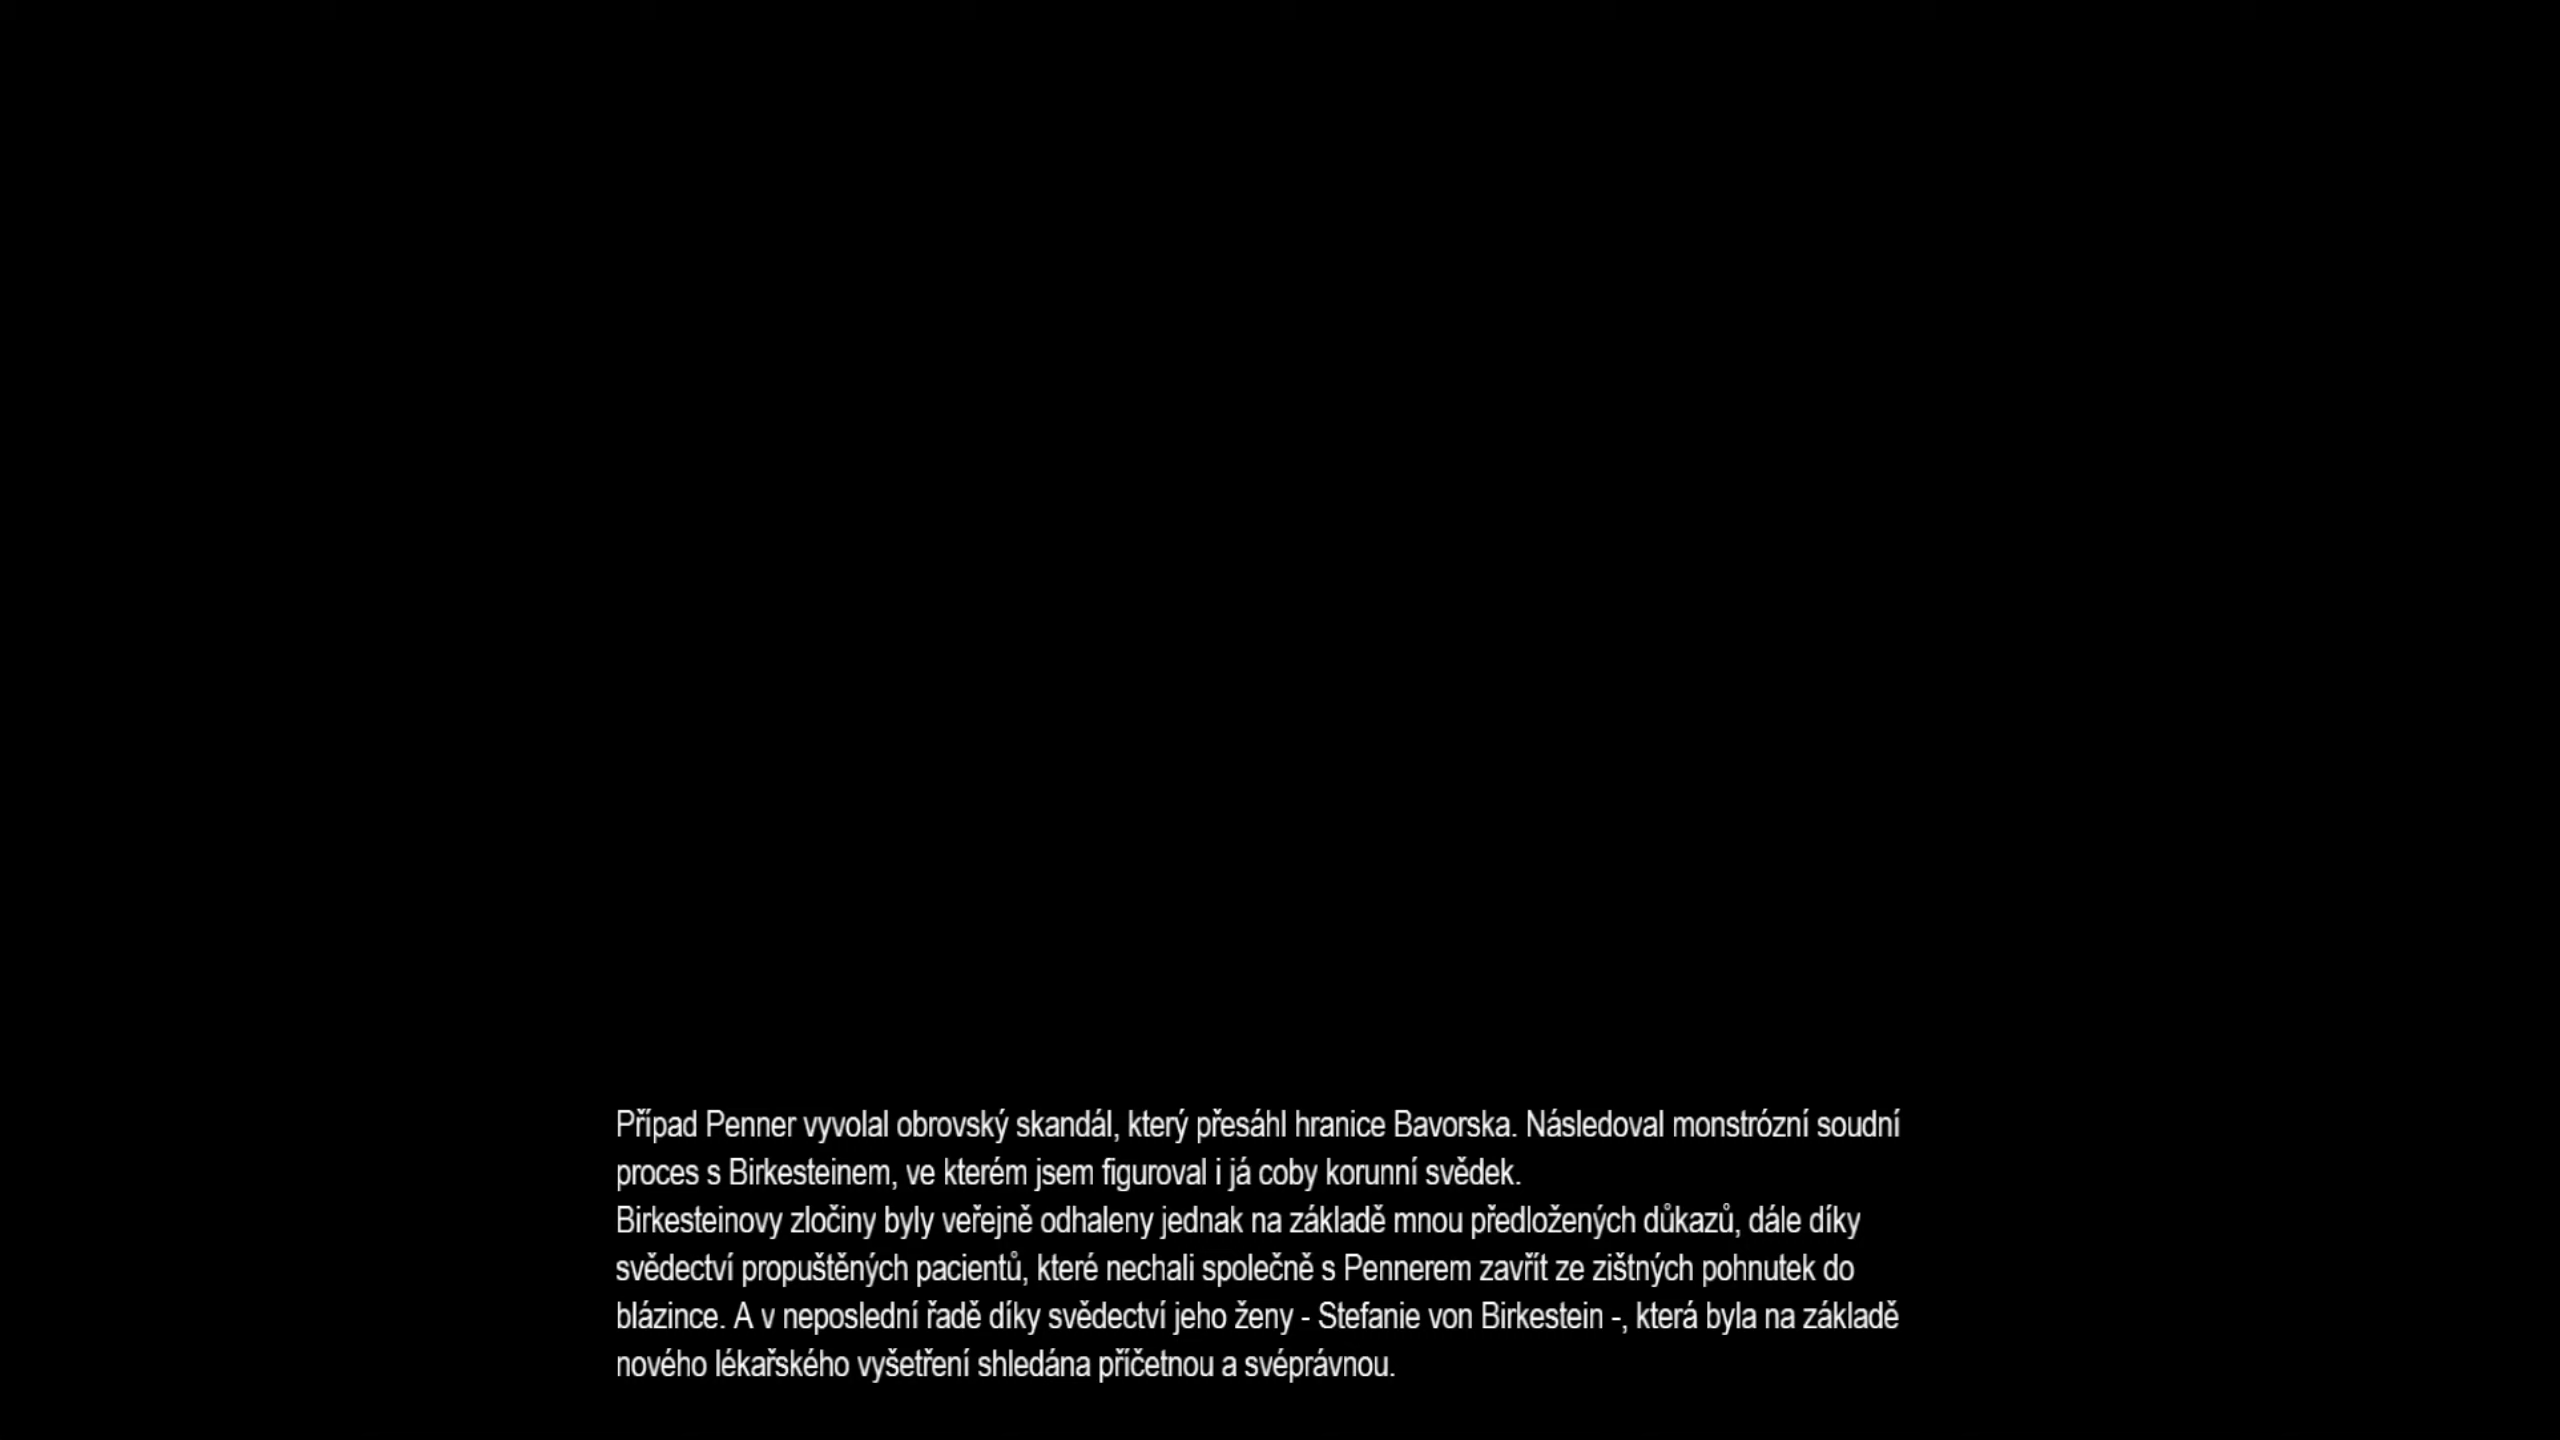 Případ Penner vyvolal obrovský skandál, který přesáhl hranice Bavorska. Následoval monstrózní soudní
proces s Birkesteinem, ve kterém jsem figuroval i já coby korunní svědek.
Birkesteinovy zločiny byly veřejně odhaleny jednak na základě mnou předložených důkazů, dále díky
svědectví propuštěných pacientů, které nechali společně s Pennerem zavřít ze zištných pohnutek do
blázince. A v neposlední řadě díky svědectví jeho ženy - Stefanie von Birkestein -, která byla na základě
nového lékařského vyšetření shledána příčetnou a svéprávnou.